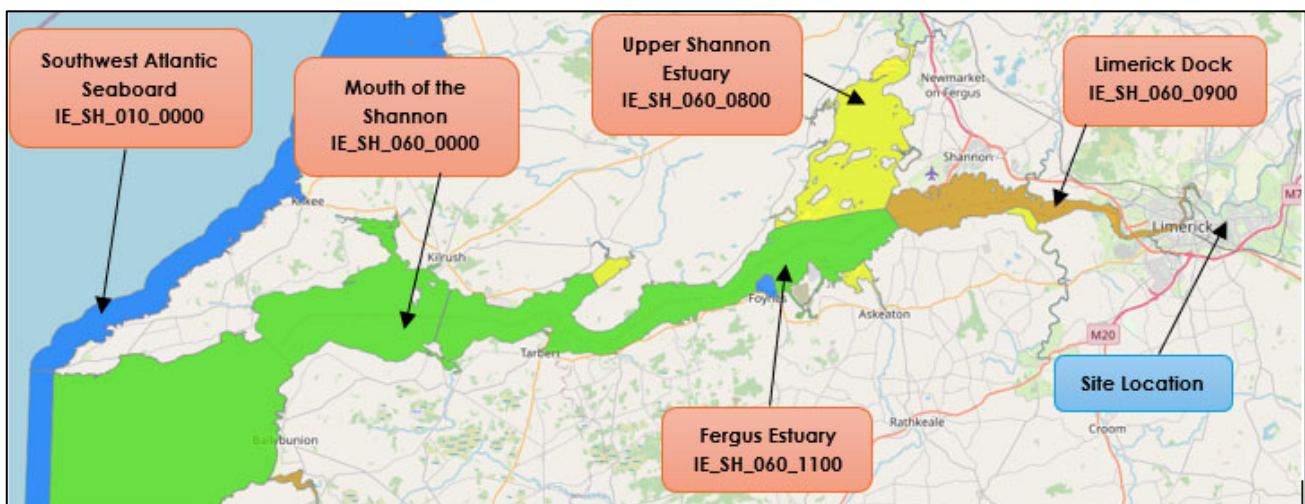 Southwest Atlantic
Seaboard
IE_SH_010_0000
Mouth of the
Shannon
IE_SH_060_0000
Upper Shannon
Estuary
IE_SH_060_0800
Limerick Dock
IE_SH_060_0900
Newmarket
on Fergus
Shannon
M7
Limerick
Kilkee
Kilrush
Foynes
Askeaton
Tarbert
M20
Site Location
Ballybunion
Fergus Estuary
IE_SH_060_1100
Rathkeale
Croom